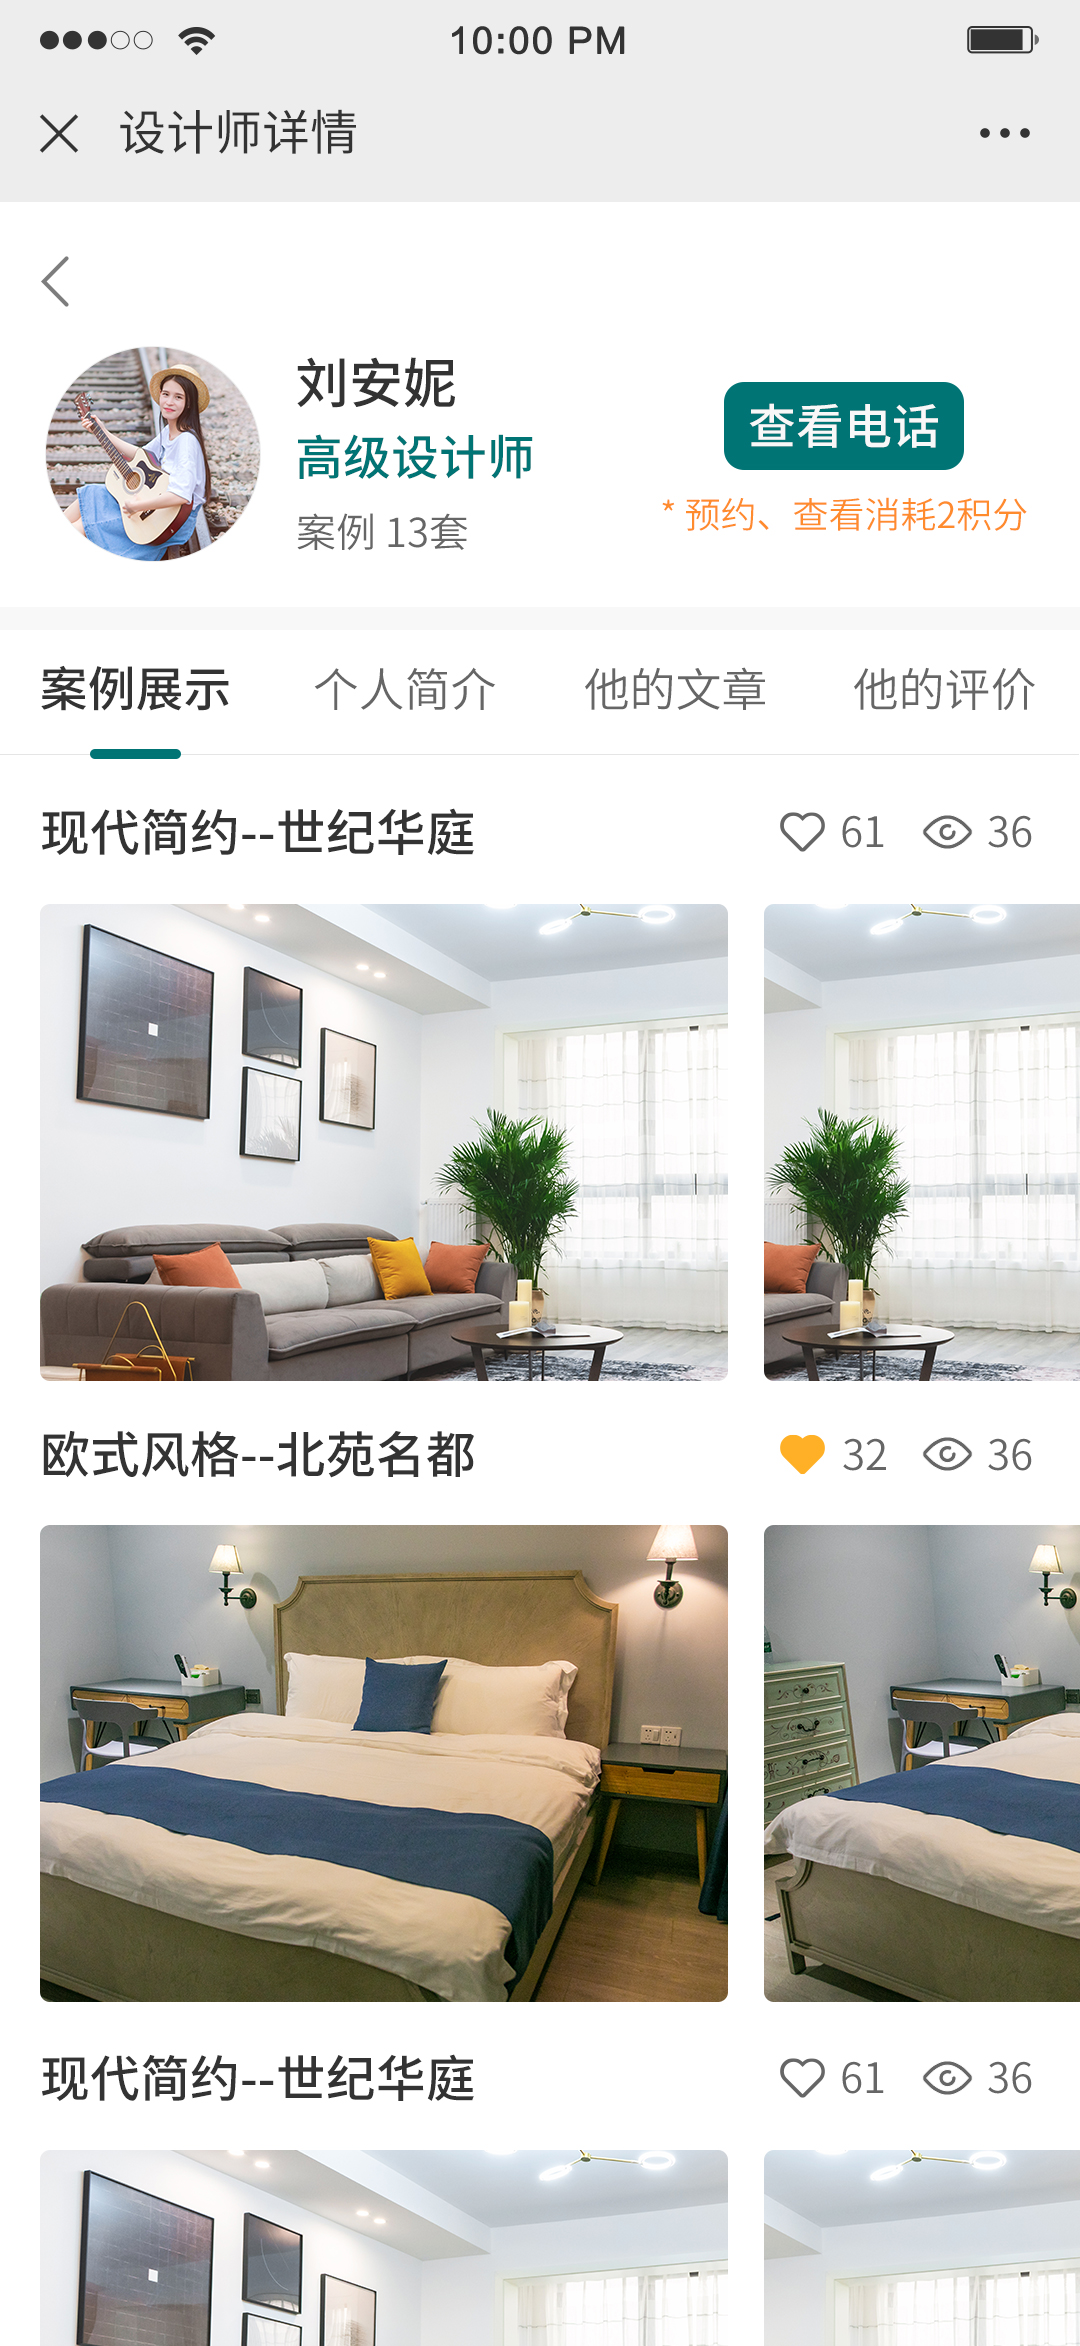 10:00 PM
设计师详情
刘安妮
高级设计师
案例 13套
查看电话
* 预约、查看消耗2积分
案例展示 个人简介 他的文章 他的评价
现代简约--世纪华庭 61 36
欧式风格--北苑名都 32 36
现代简约--世纪华庭 61 36